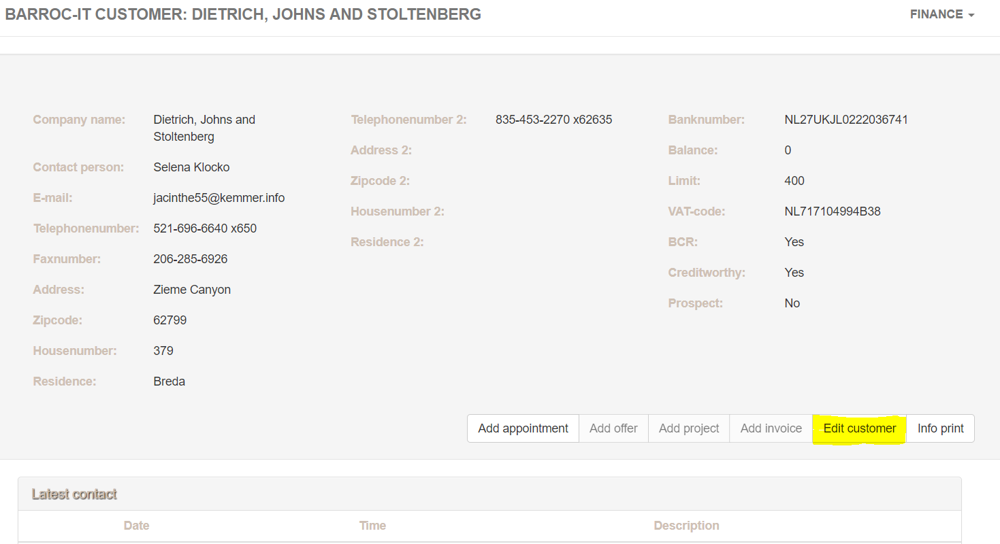 BARROC-IT CUSTOMER: DIETRICH, JOHNS AND STOLTENBERG
FINANCE
Company name: Dietrich, Johns and
Stoltenberg
Contact person: Selena Klocko
E-mail: jacinthe55@kemmer.info
Telephonenumber: 521-696-6640 x650
Faxnumber: 206-285-6926
Address: Zieme Canyon
Zipcode: 62799
Housenumber: 379
Residence: Breda
Telephonenumber 2: 835-453-2270 x62635
Address 2:
Zipcode 2:
Housenumber 2:
Residence 2:
Banknumber: NL27UKJL0222036741
Balance: 0
Limit: 400
VAT-code: NL717104994B38
BCR: Yes
Creditworthy: Yes
Prospect: No
Add appointment Add offer Add project Add invoice Edit customer Info print
Latest contact
Date Time Description